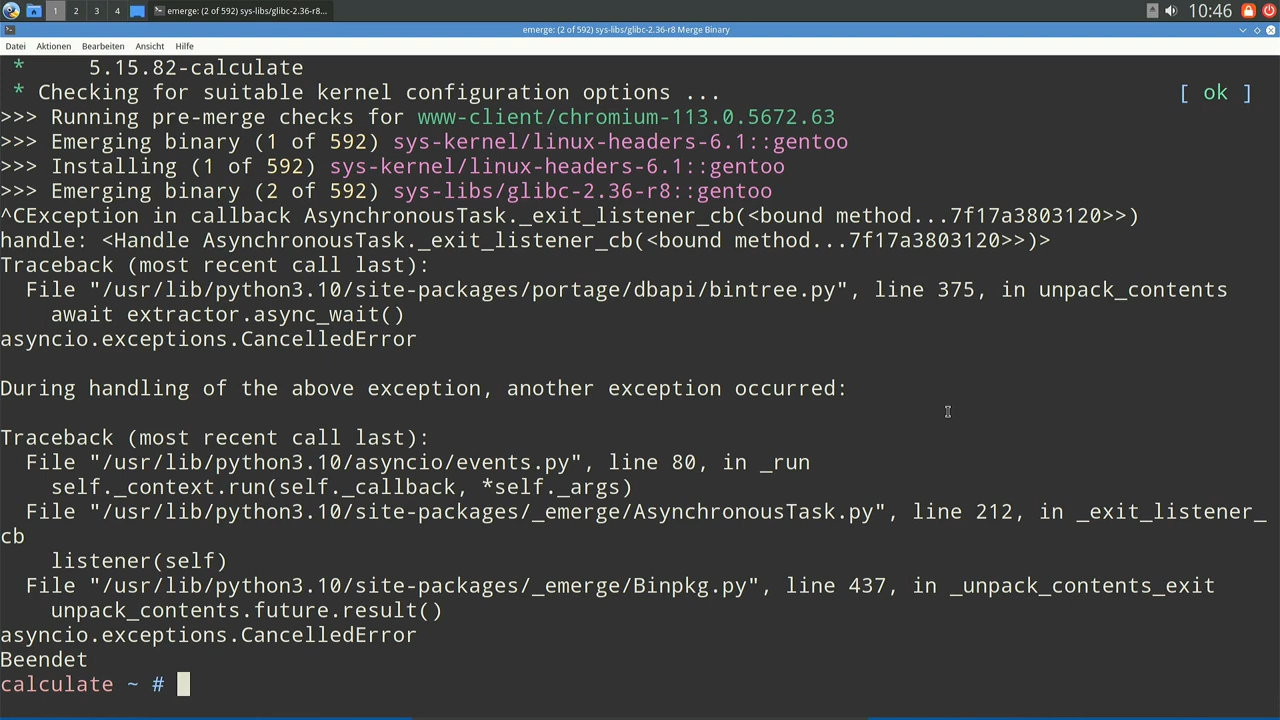 1 2 3 4 emerge: (2 of 592) sys-libs/glibc-2.36-r8... 10:46
emerge: (2 of 592) sys-libs/glibc-2.36-r8 Merge Binary
Datei Aktionen Bearbeiten Ansicht Hilfe
 *     5.15.82-calculate
 * Checking for suitable kernel configuration options ... [ ok ]
>>> Running pre-merge checks for www-client/chromium-113.0.5672.63
>>> Emerging binary (1 of 592) sys-kernel/linux-headers-6.1::gentoo
>>> Installing (1 of 592) sys-kernel/linux-headers-6.1::gentoo
>>> Emerging binary (2 of 592) sys-libs/glibc-2.36-r8::gentoo
^CException in callback AsynchronousTask._exit_listener_cb(<bound method...7f17a3803120>>)
handle: <Handle AsynchronousTask._exit_listener_cb(<bound method...7f17a3803120>>)>
Traceback (most recent call last):
  File "/usr/lib/python3.10/site-packages/portage/dbapi/bintree.py", line 375, in unpack_contents
    await extractor.async_wait()
asyncio.exceptions.CancelledError
During handling of the above exception, another exception occurred:
Traceback (most recent call last):
  File "/usr/lib/python3.10/asyncio/events.py", line 80, in _run
    self._context.run(self._callback, *self._args)
  File "/usr/lib/python3.10/site-packages/_emerge/AsynchronousTask.py", line 212, in _exit_listener_
cb
    listener(self)
  File "/usr/lib/python3.10/site-packages/_emerge/Binpkg.py", line 437, in _unpack_contents_exit
    unpack_contents.future.result()
asyncio.exceptions.CancelledError
Beendet
calculate ~ #